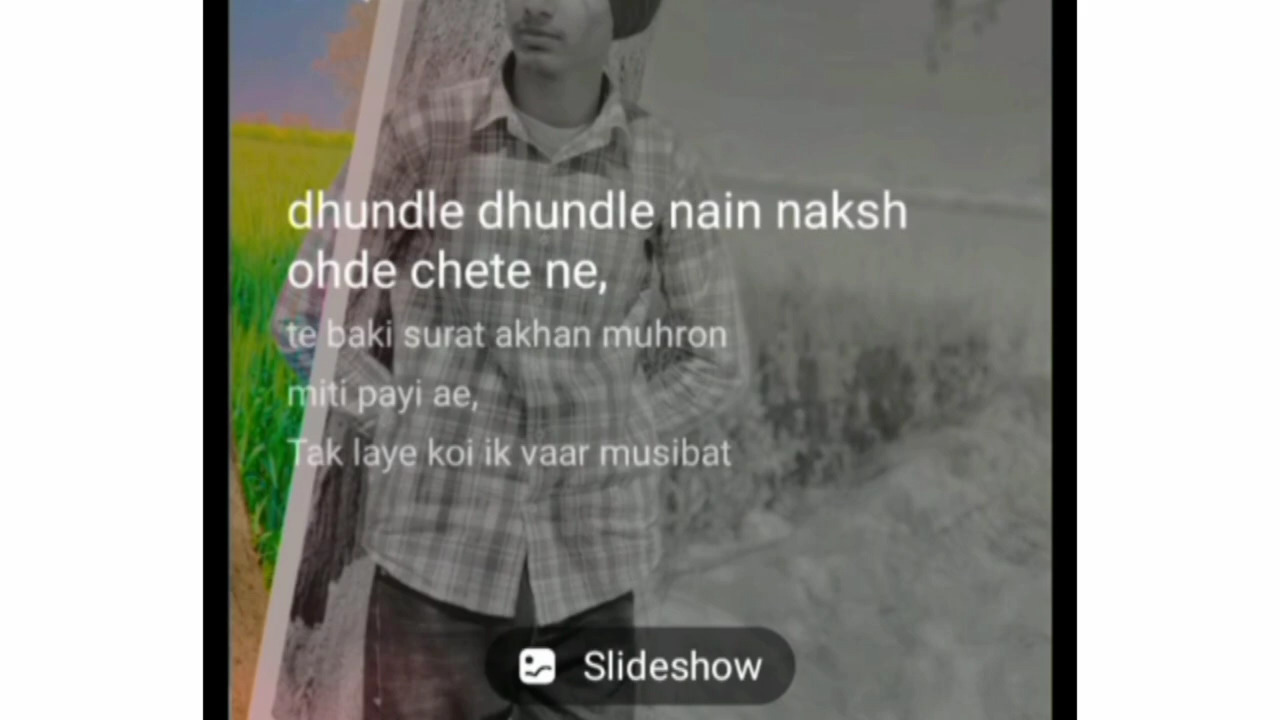 dhundle dhundle nain naksh
ohde chete ne,
te baki surat akhan muhron
miti payi ae,
Tak laye koi ik vaar musibat
Slideshow